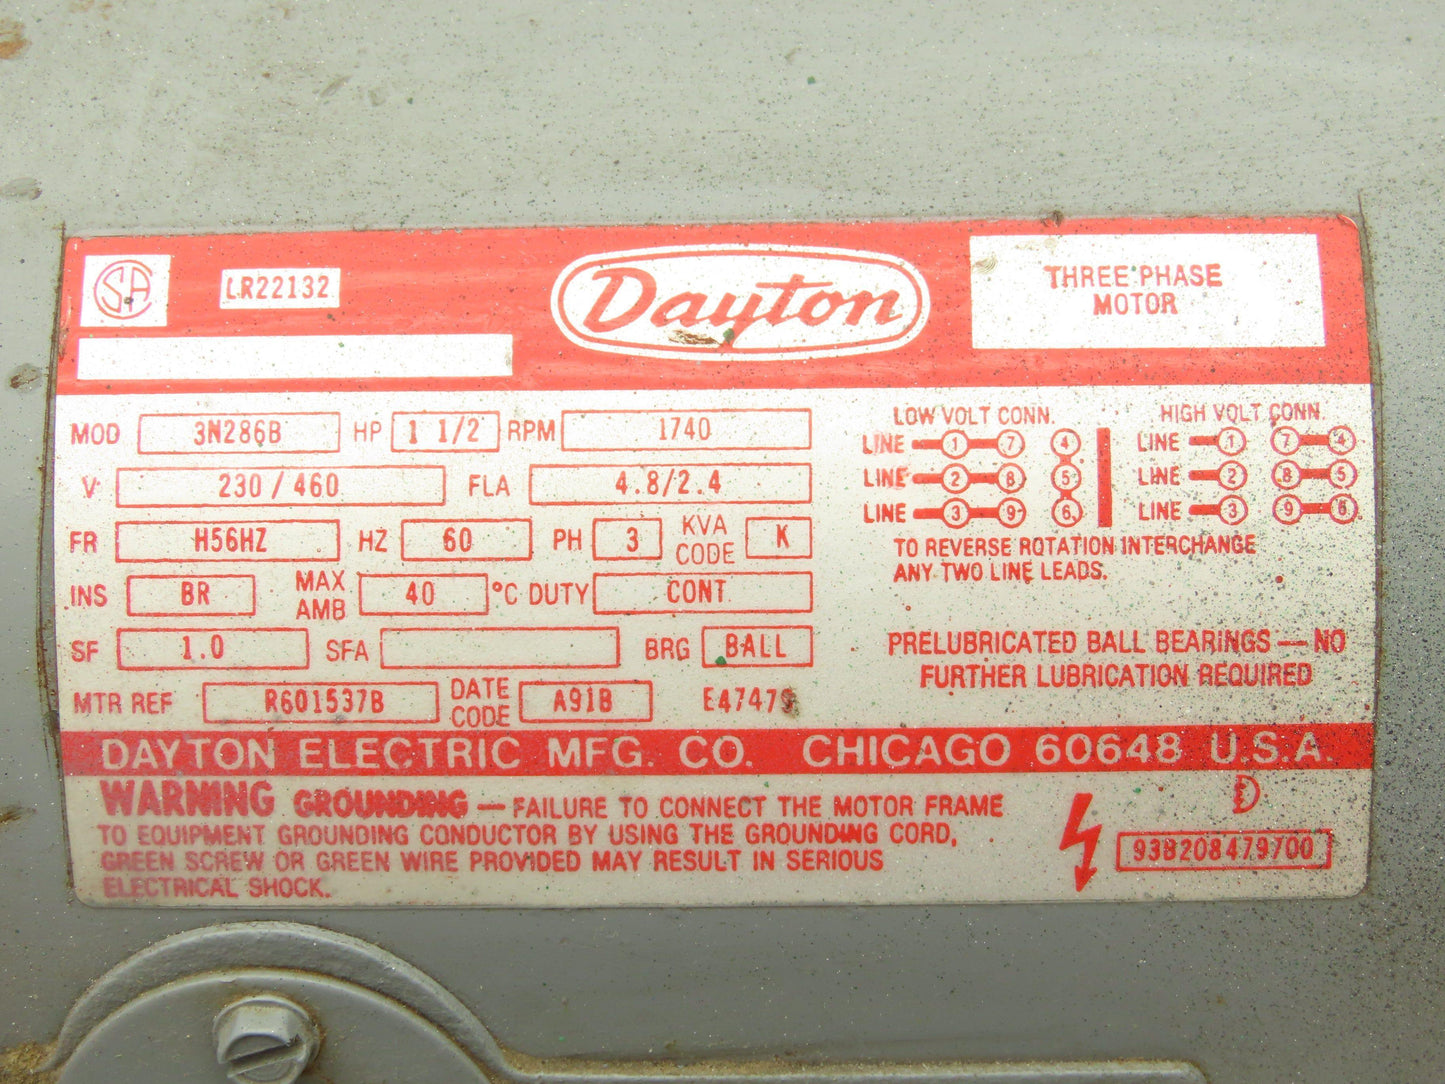 SA
LR22132
Dayton
THREE PHASE
MOTOR
MOD 3N286B HP 1 1/2 RPM 1740
V 230/460 FLA 4.8/2.4
FR H56HZ HZ 60 PH 3 KVA CODE K
INS BR MAX AMB 40 °C DUTY CONT
SF 1.0 SFA BRG BALL
MTR REF R601537B DATE CODE A91B E47479
LOW VOLT CONN. HIGH VOLT CONN.
LINE 1 7 4 LINE 1 7 4
LINE 2 8 5 LINE 2 8 5
LINE 3 9 6 LINE 3 9 6
TO REVERSE ROTATION INTERCHANGE
ANY TWO LINE LEADS.
PRELUBRICATED BALL BEARINGS — NO
FURTHER LUBRICATION REQUIRED
DAYTON ELECTRIC MFG. CO. CHICAGO 60648 U.S.A.
WARNING GROUNDING — FAILURE TO CONNECT THE MOTOR FRAME
TO EQUIPMENT GROUNDING CONDUCTOR BY USING THE GROUNDING CORD,
GREEN SCREW OR GREEN WIRE PROVIDED MAY RESULT IN SERIOUS
ELECTRICAL SHOCK.
93B208479700